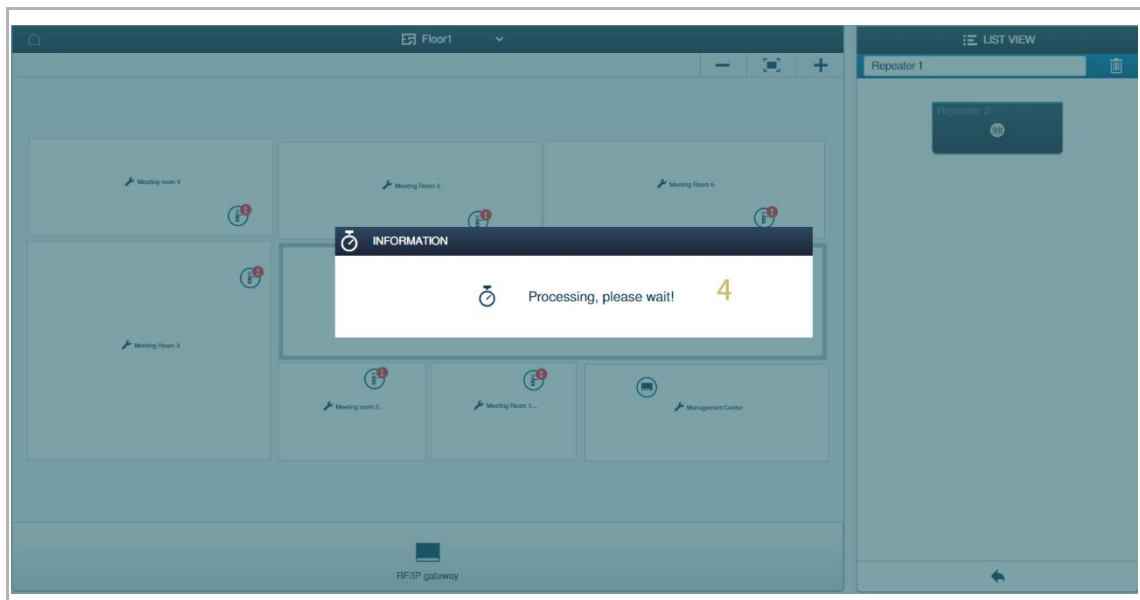 Floor1
LIST VIEW
Repeater 1
Repeater 2
Meeting room 4
Meeting Room 5
Meeting Room 6
INFORMATION
Processing, please wait!
4
Meeting Room 3
Meeting room 2...
Meeting Room 1...
Management Center
RF/IP gateway